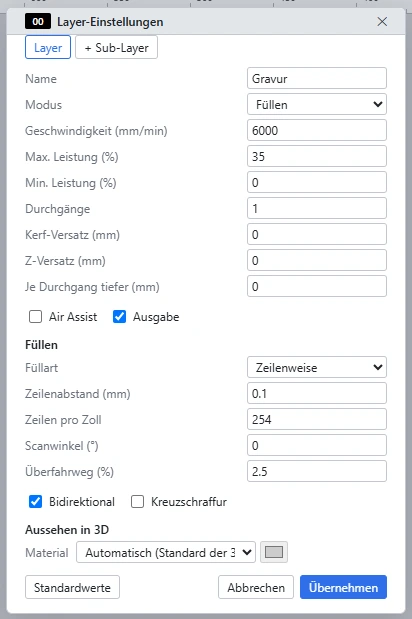 00 Layer-Einstellungen
Layer + Sub-Layer
Name Gravur
Modus Füllen
Geschwindigkeit (mm/min) 6000
Max. Leistung (%) 35
Min. Leistung (%) 0
Durchgänge 1
Kerf-Versatz (mm) 0
Z-Versatz (mm) 0
Je Durchgang tiefer (mm) 0
Air Assist Ausgabe
Füllen
Füllart Zeilenweise
Zeilenabstand (mm) 0.1
Zeilen pro Zoll 254
Scanwinkel (°) 0
Überfahrweg (%) 2.5
Bidirektional Kreuzschraffur
Aussehen in 3D
Material Automatisch (Standard der 3
Standardwerte Abbrechen Übernehmen